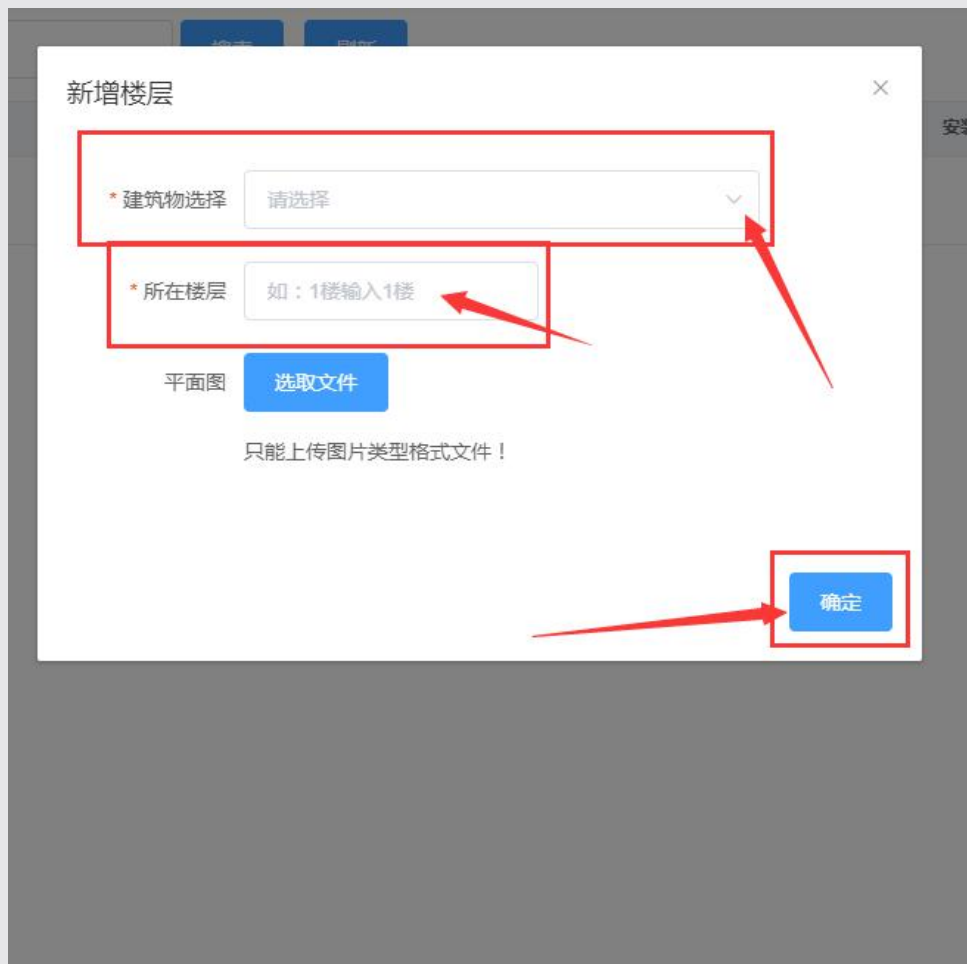 新增楼层
* 建筑物选择 请选择
* 所在楼层 如：1楼输入1楼
平面图 选取文件
只能上传图片类型格式文件！
确定